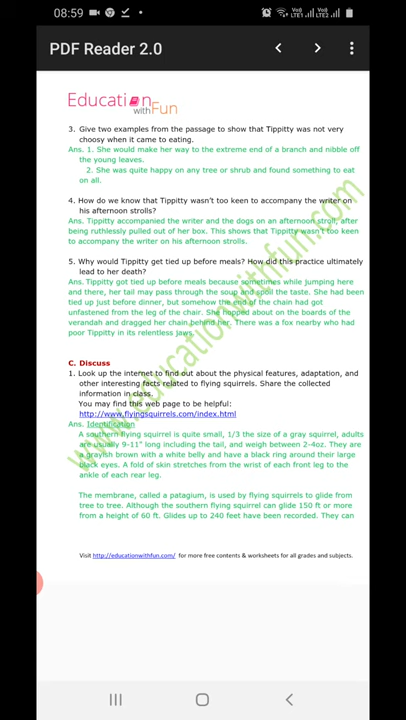 08:59
Vo)) LTE1 Vo)) LTE2
PDF Reader 2.0
Education
with Fun
3. Give two examples from the passage to show that Tippitty was not very
choosy when it came to eating.
Ans. 1. She would make her way to the extreme end of a branch and nibble off
the young leaves.
2. She was quite happy on any tree or shrub and found something to eat
on all.
4. How do we know that Tippitty wasn't too keen to accompany the writer on
his afternoon strolls?
Ans. Tippitty accompanied the writer and the dogs on an afternoon stroll, after
being ruthlessly pulled out of her box. This shows that Tippitty wasn't too keen
to accompany the writer on his afternoon strolls.
5. Why would Tippitty get tied up before meals? How did this practice ultimately
lead to her death?
Ans. Tippitty got tied up before meals because sometimes while jumping here
and there, her tail may pass through the soup and spoil the taste. She had been
tied up just before dinner, but somehow the end of the chain had got
unfastened from the leg of the chair. She hopped about on the boards of the
verandah and dragged her chain behind her. There was a fox nearby who had
poor Tippitty in its relentless jaws.
C. Discuss
1. Look up the internet to find out about the physical features, adaptation, and
other interesting facts related to flying squirrels. Share the collected
information in class.
You may find this web page to be helpful:
http://www.flyingsquirrels.com/index.html
Ans. Identification
A southern flying squirrel is quite small, 1/3 the size of a gray squirrel, adults
are usually 9-11" long including the tail, and weigh between 2-4oz. They are
a grayish brown with a white belly and have a black ring around their large
black eyes. A fold of skin stretches from the wrist of each front leg to the
ankle of each rear leg.
The membrane, called a patagium, is used by flying squirrels to glide from
tree to tree. Although the southern flying squirrel can glide 150 ft or more
from a height of 60 ft. Glides up to 240 feet have been recorded. They can
www.educationwithfun.com
Visit http://educationwithfun.com/ for more free contents & worksheets for all grades and subjects.